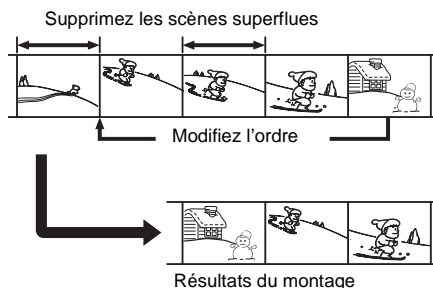 Supprimez les scènes superflues
Modifiez l'ordre
Résultats du montage